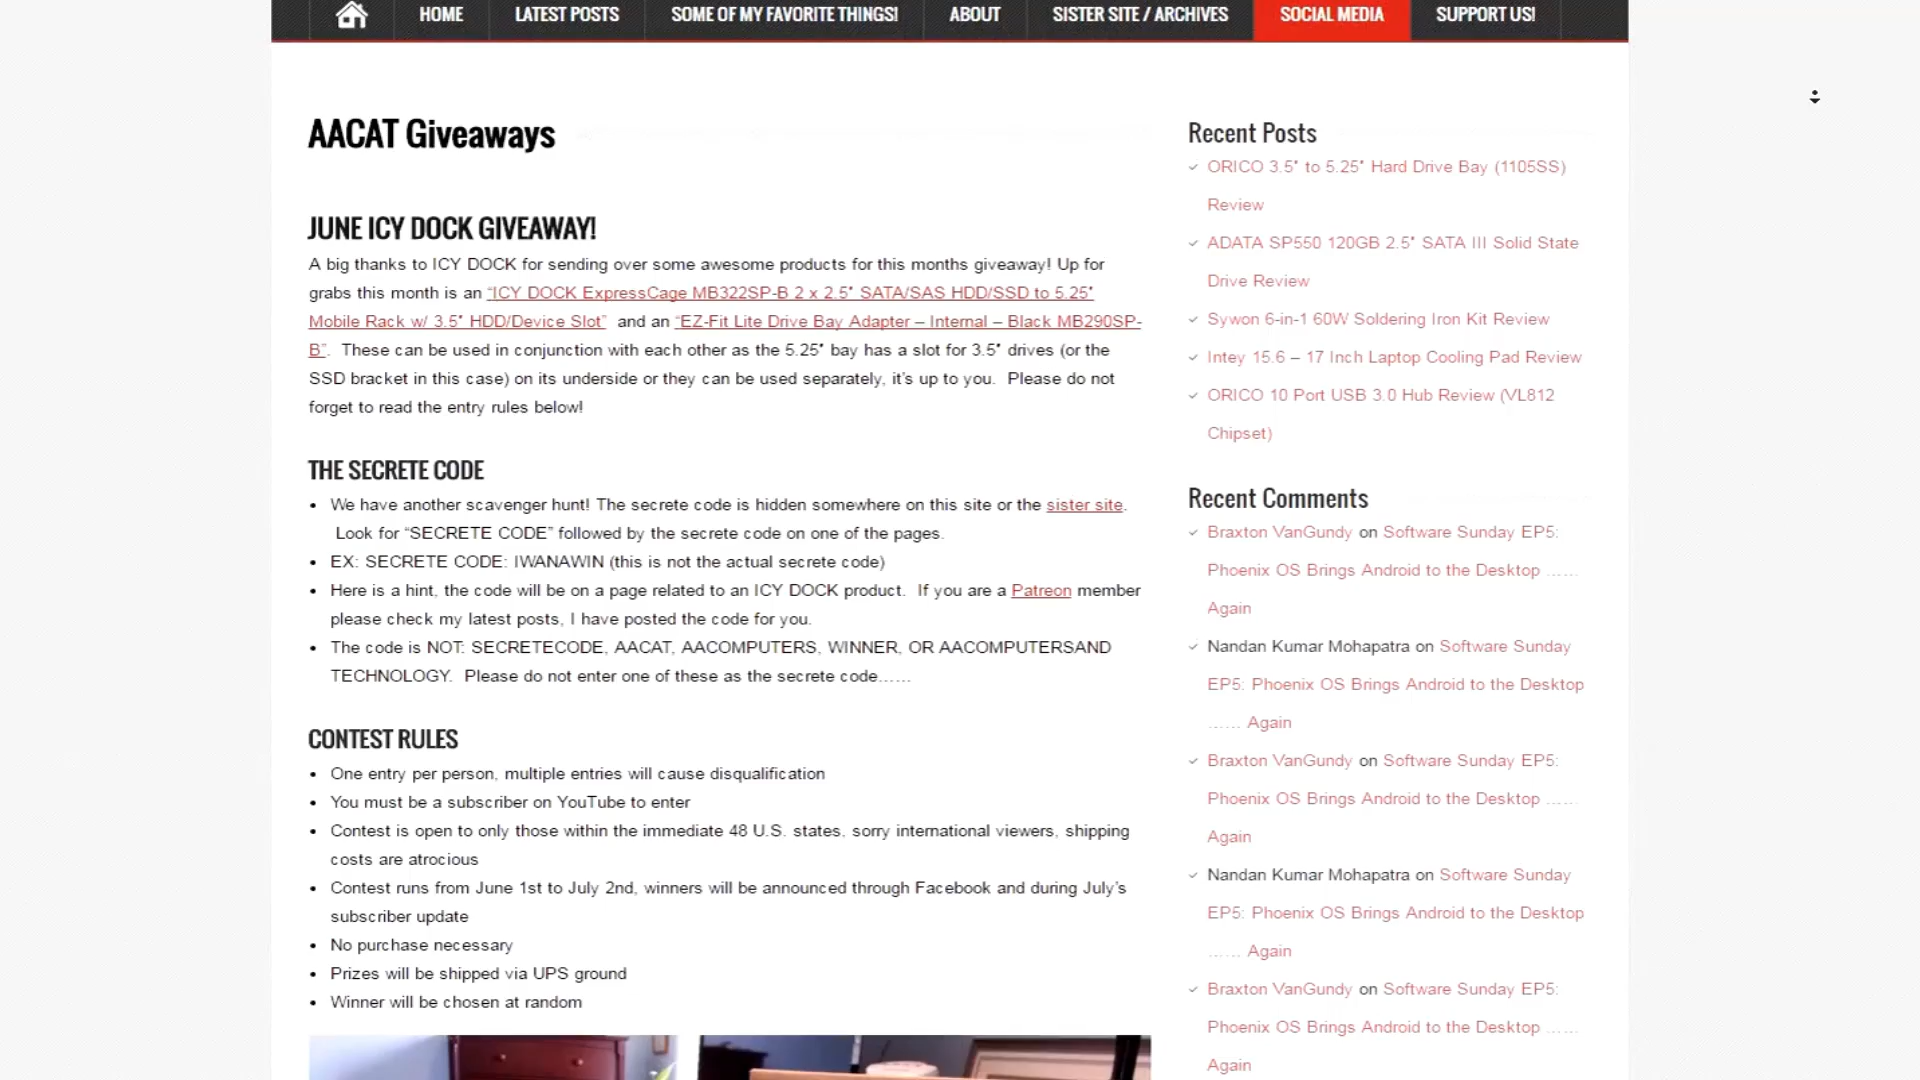 HOME LATEST POSTS SOME OF MY FAVORITE THINGS! ABOUT SISTER SITE / ARCHIVES SOCIAL MEDIA SUPPORT US!
AACAT Giveaways
JUNE ICY DOCK GIVEAWAY!
A big thanks to ICY DOCK for sending over some awesome products for this months giveaway! Up for
grabs this month is an “ICY DOCK ExpressCage MB322SP-B 2 x 2.5″ SATA/SAS HDD/SSD to 5.25″
Mobile Rack w/ 3.5″ HDD/Device Slot” and an “EZ-Fit Lite Drive Bay Adapter – Internal – Black MB290SP-
B”. These can be used in conjunction with each other as the 5.25″ bay has a slot for 3.5″ drives (or the
SSD bracket in this case) on its underside or they can be used separately, it’s up to you. Please do not
forget to read the entry rules below!
THE SECRETE CODE
• We have another scavenger hunt! The secrete code is hidden somewhere on this site or the sister site.
Look for “SECRETE CODE” followed by the secrete code on one of the pages.
• EX: SECRETE CODE: IWANAWIN (this is not the actual secrete code)
• Here is a hint, the code will be on a page related to an ICY DOCK product. If you are a Patreon member
please check my latest posts, I have posted the code for you.
• The code is NOT: SECRETECODE, AACAT, AACOMPUTERS, WINNER, OR AACOMPUTERSAND
TECHNOLOGY. Please do not enter one of these as the secrete code……
CONTEST RULES
• One entry per person, multiple entries will cause disqualification
• You must be a subscriber on YouTube to enter
• Contest is open to only those within the immediate 48 U.S. states. sorry international viewers, shipping
costs are atrocious
• Contest runs from June 1st to July 2nd, winners will be announced through Facebook and during July’s
subscriber update
• No purchase necessary
• Prizes will be shipped via UPS ground
• Winner will be chosen at random
Recent Posts
ORICO 3.5″ to 5.25″ Hard Drive Bay (1105SS)
Review
ADATA SP550 120GB 2.5″ SATA III Solid State
Drive Review
Sywon 6-in-1 60W Soldering Iron Kit Review
Intey 15.6 – 17 Inch Laptop Cooling Pad Review
ORICO 10 Port USB 3.0 Hub Review (VL812
Chipset)
Recent Comments
Braxton VanGundy on Software Sunday EP5:
Phoenix OS Brings Android to the Desktop ……
Again
Nandan Kumar Mohapatra on Software Sunday
EP5: Phoenix OS Brings Android to the Desktop
…… Again
Braxton VanGundy on Software Sunday EP5:
Phoenix OS Brings Android to the Desktop ……
Again
Nandan Kumar Mohapatra on Software Sunday
EP5: Phoenix OS Brings Android to the Desktop
…… Again
Braxton VanGundy on Software Sunday EP5:
Phoenix OS Brings Android to the Desktop ……
Again